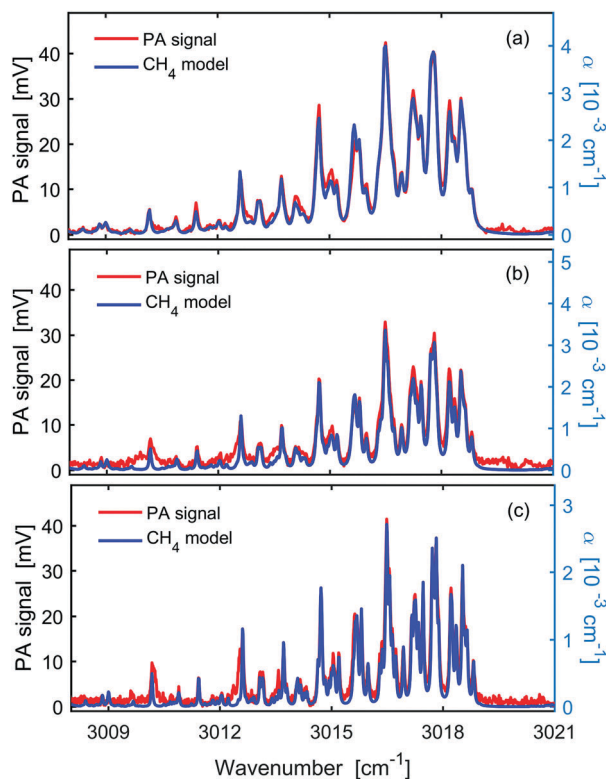 (a)
PA signal
CH4 model
PA signal [mV]
40
30
20
10
0
4
3
2
1
0
α [10-3 cm-1]
(b)
PA signal
CH4 model
PA signal [mV]
40
30
20
10
0
5
4
3
2
1
0
α [10-3 cm-1]
(c)
PA signal
CH4 model
PA signal [mV]
40
30
20
10
0
3
2
1
0
α [10-3 cm-1]
3009
3012
3015
3018
3021
Wavenumber [cm-1]